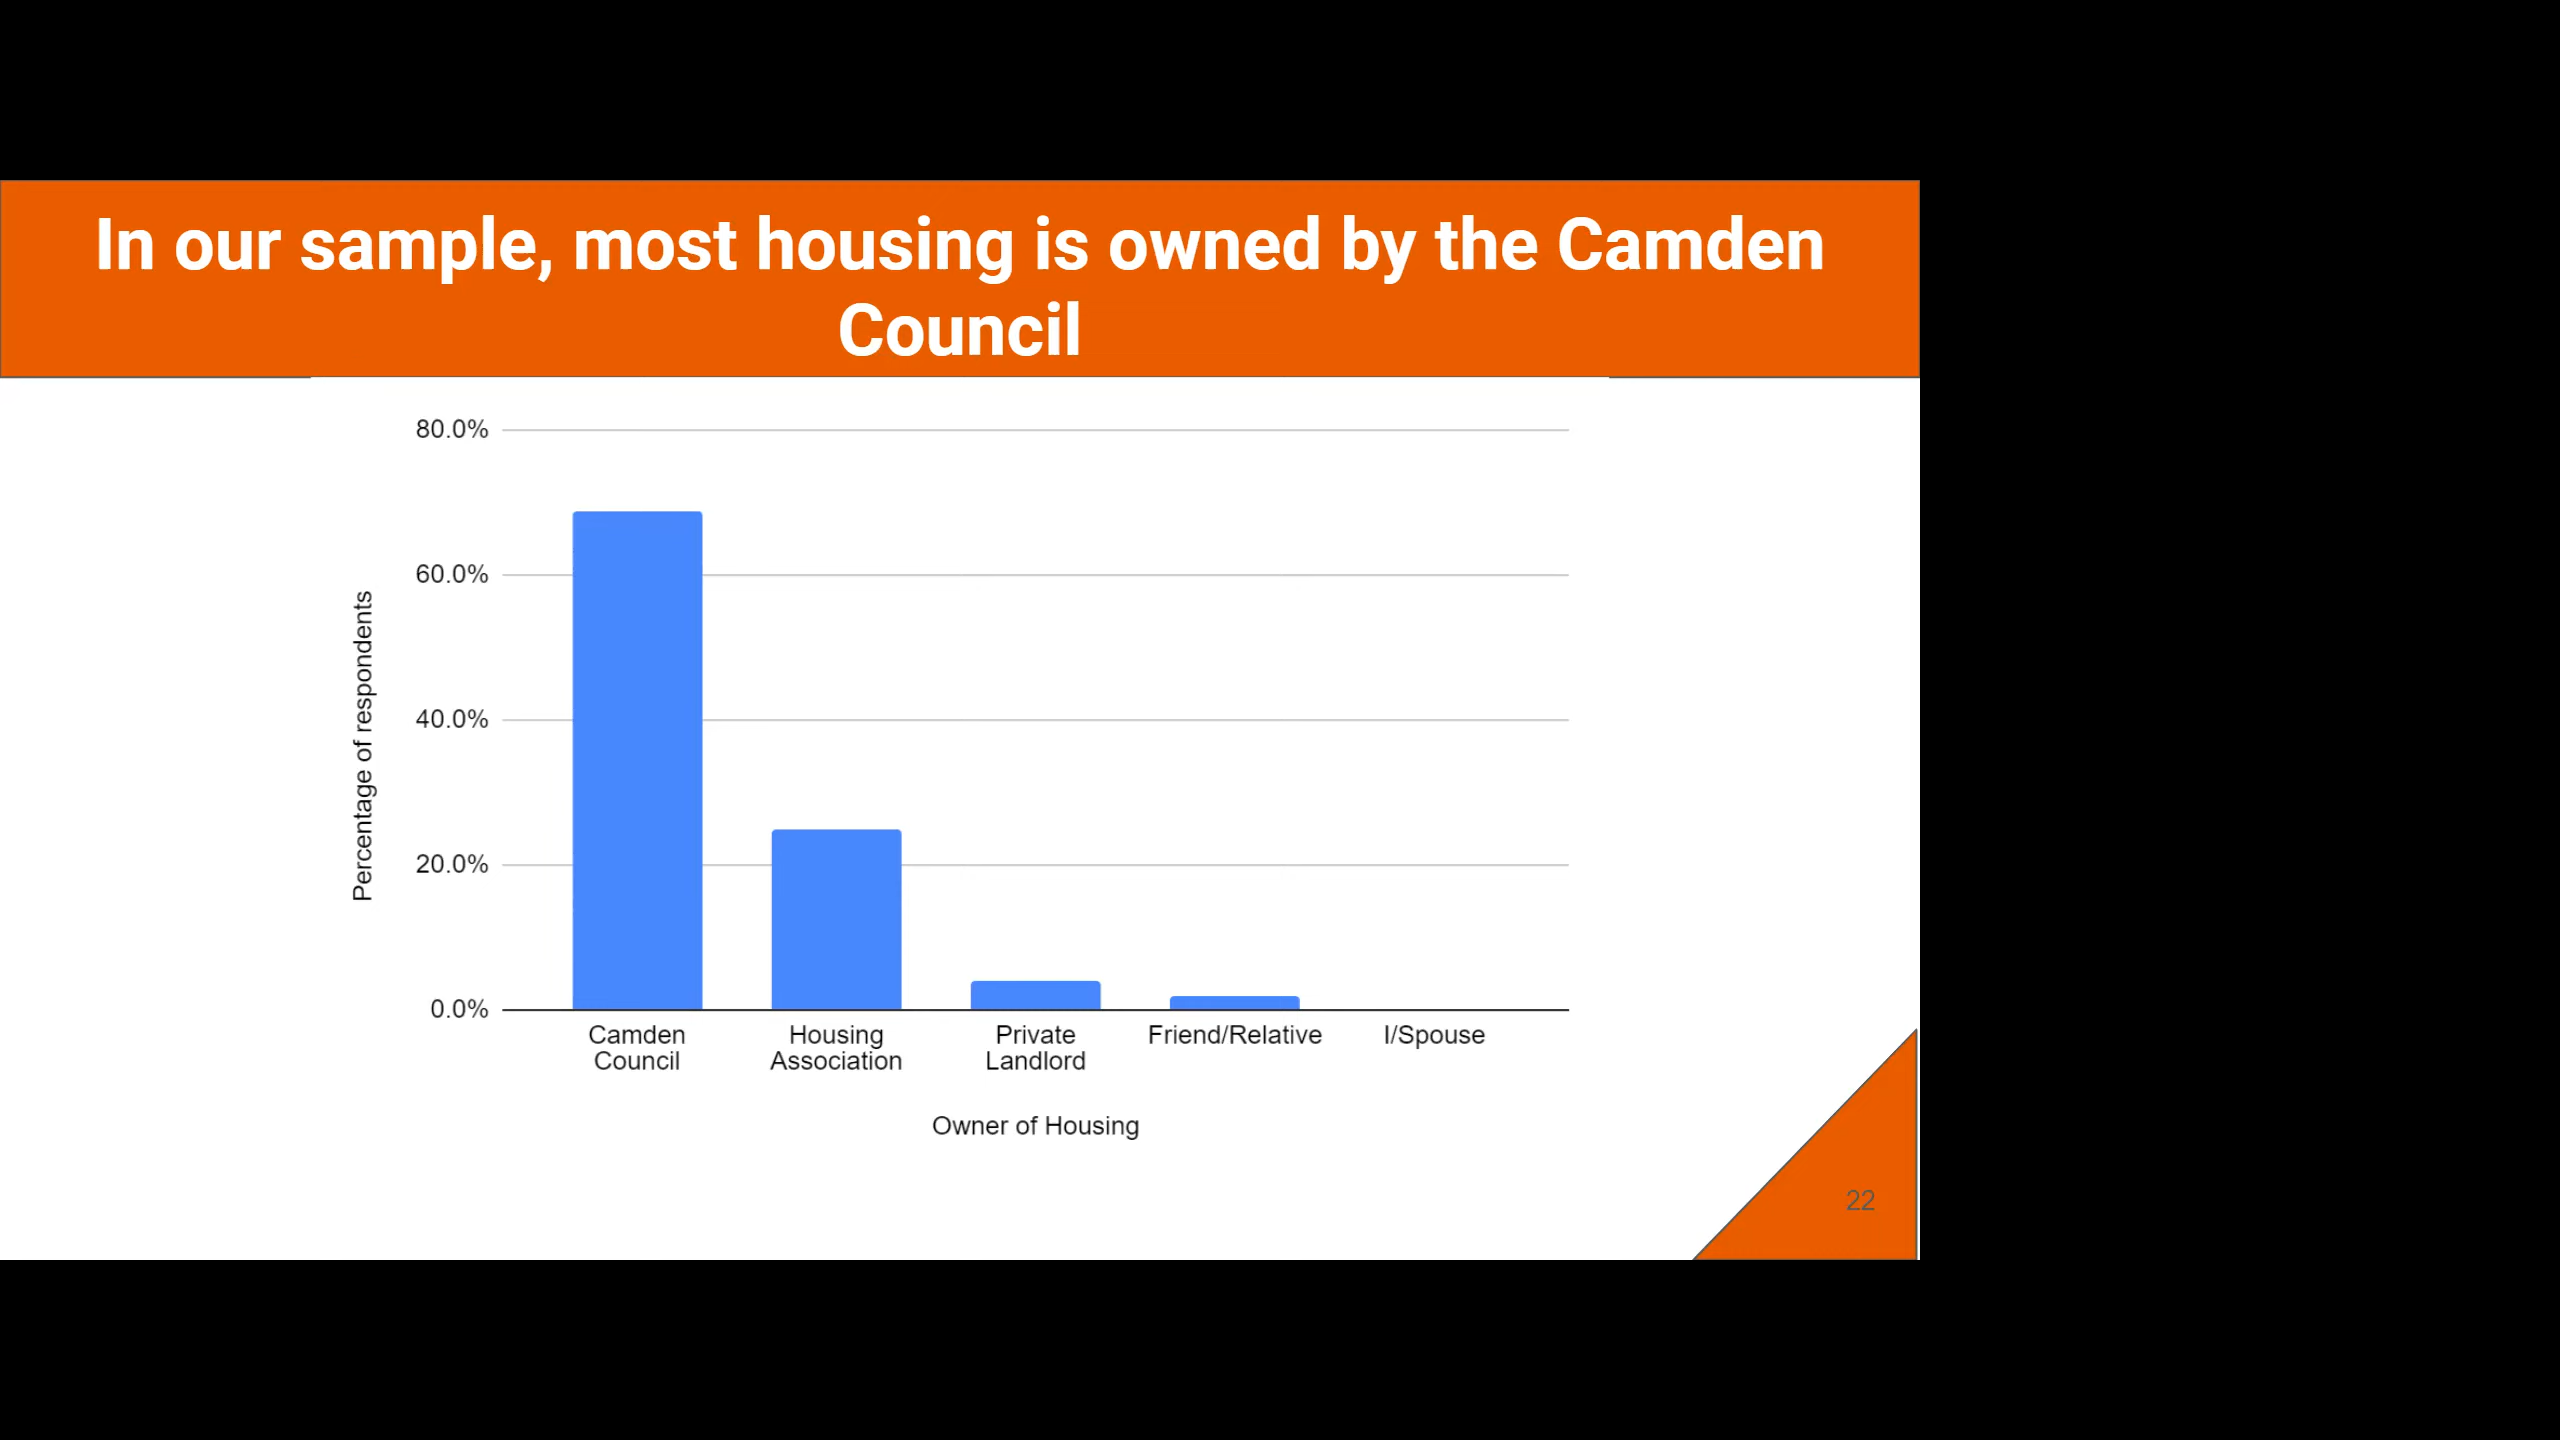 In our sample, most housing is owned by the Camden
Council
80.0%
60.0%
40.0%
20.0%
0.0%
Percentage of respondents
Camden
Council
Housing
Association
Private
Landlord
Friend/Relative
I/Spouse
Owner of Housing
22